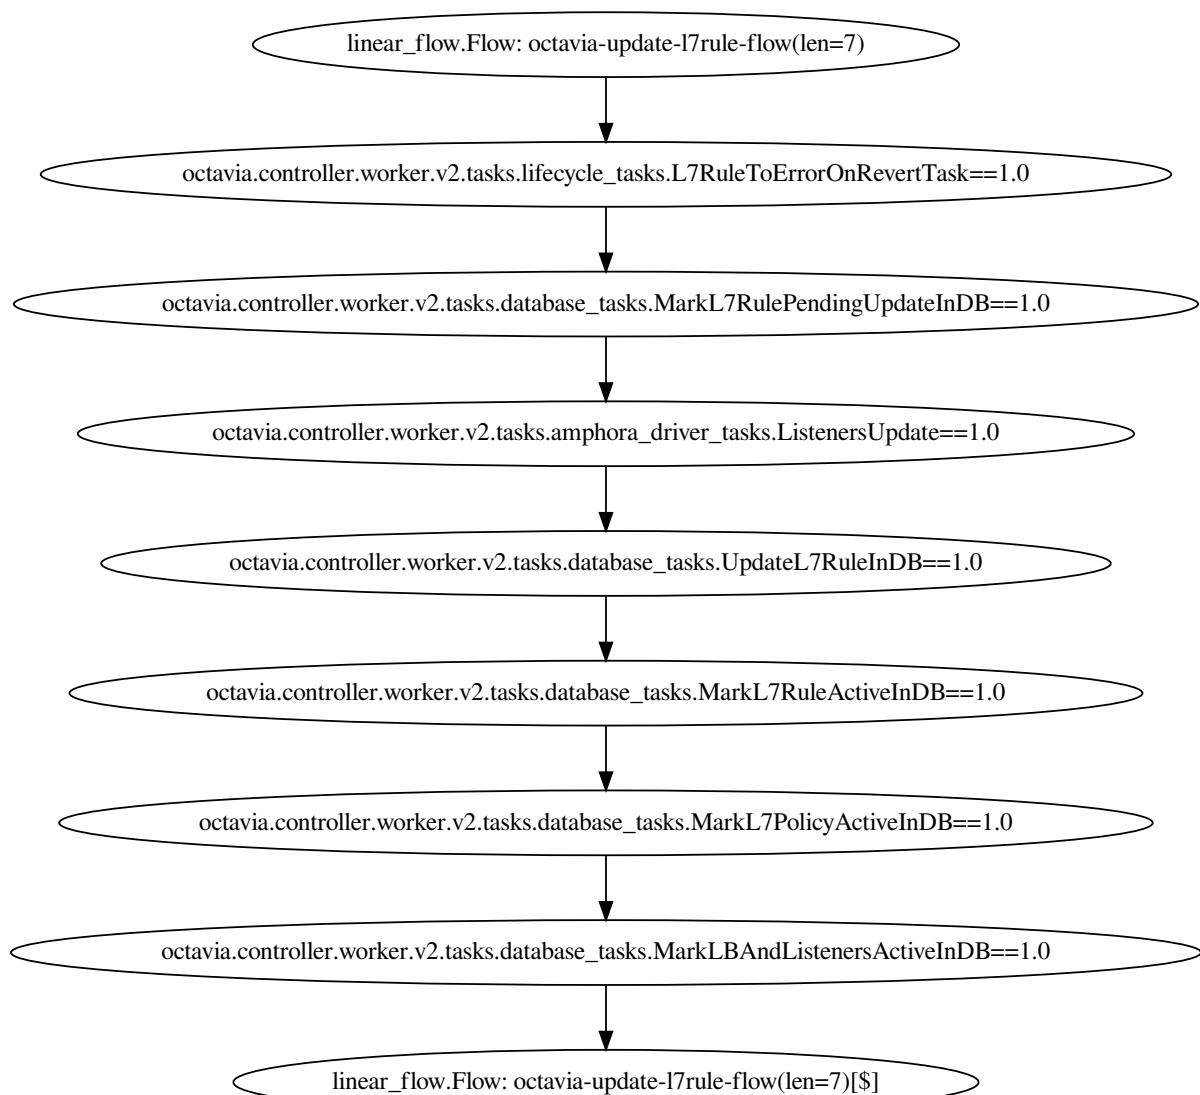 linear_flow.Flow: octavia-update-l7rule-flow(len=7)
octavia.controller.worker.v2.tasks.lifecycle_tasks.L7RuleToErrorOnRevertTask==1.0
octavia.controller.worker.v2.tasks.database_tasks.MarkL7RulePendingUpdateInDB==1.0
octavia.controller.worker.v2.tasks.amphora_driver_tasks.ListenersUpdate==1.0
octavia.controller.worker.v2.tasks.database_tasks.UpdateL7RuleInDB==1.0
octavia.controller.worker.v2.tasks.database_tasks.MarkL7RuleActiveInDB==1.0
octavia.controller.worker.v2.tasks.database_tasks.MarkL7PolicyActiveInDB==1.0
octavia.controller.worker.v2.tasks.database_tasks.MarkLBAndListenersActiveInDB==1.0
linear_flow.Flow: octavia-update-l7rule-flow(len=7)[$]